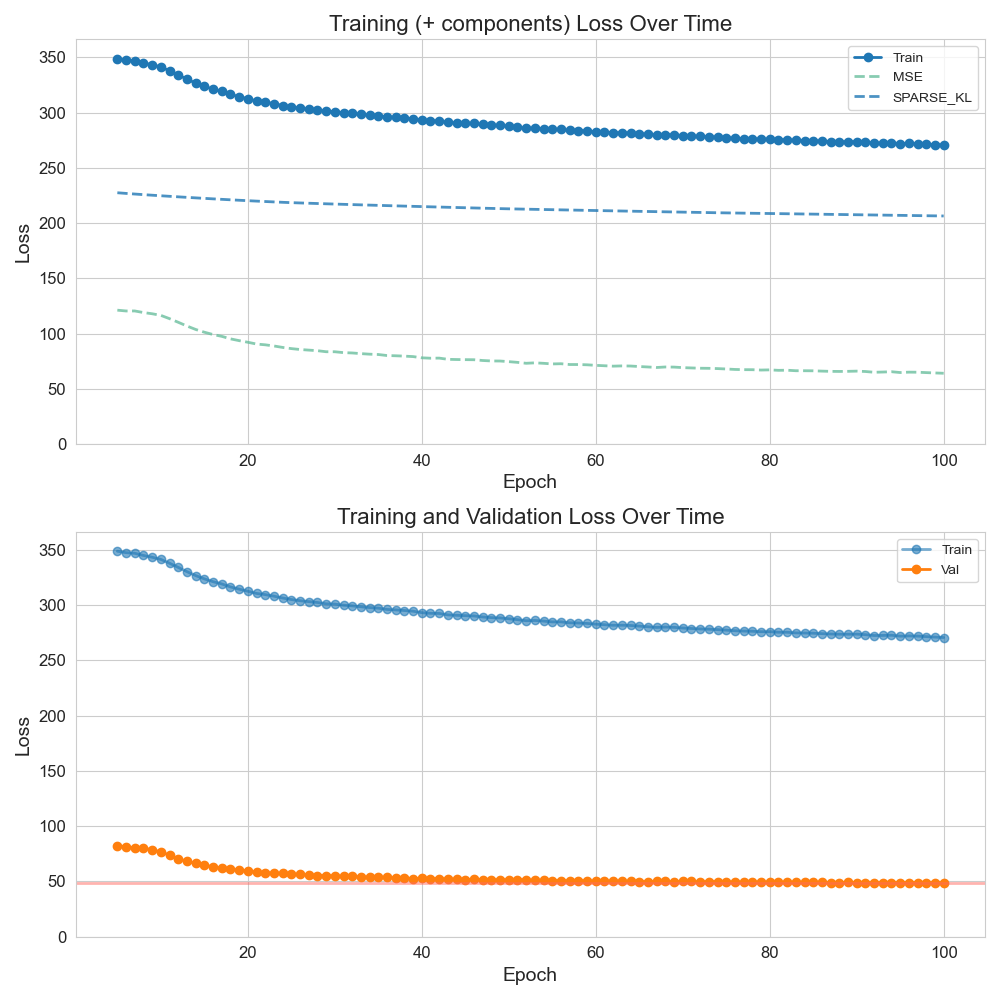 Training (+ components) Loss Over Time
350
300
250
200
150
100
50
0
Loss
Train
MSE
SPARSE_KL
20 40 60 80 100
Epoch
Training and Validation Loss Over Time
350
300
250
200
150
100
50
0
Loss
Train
Val
20 40 60 80 100
Epoch